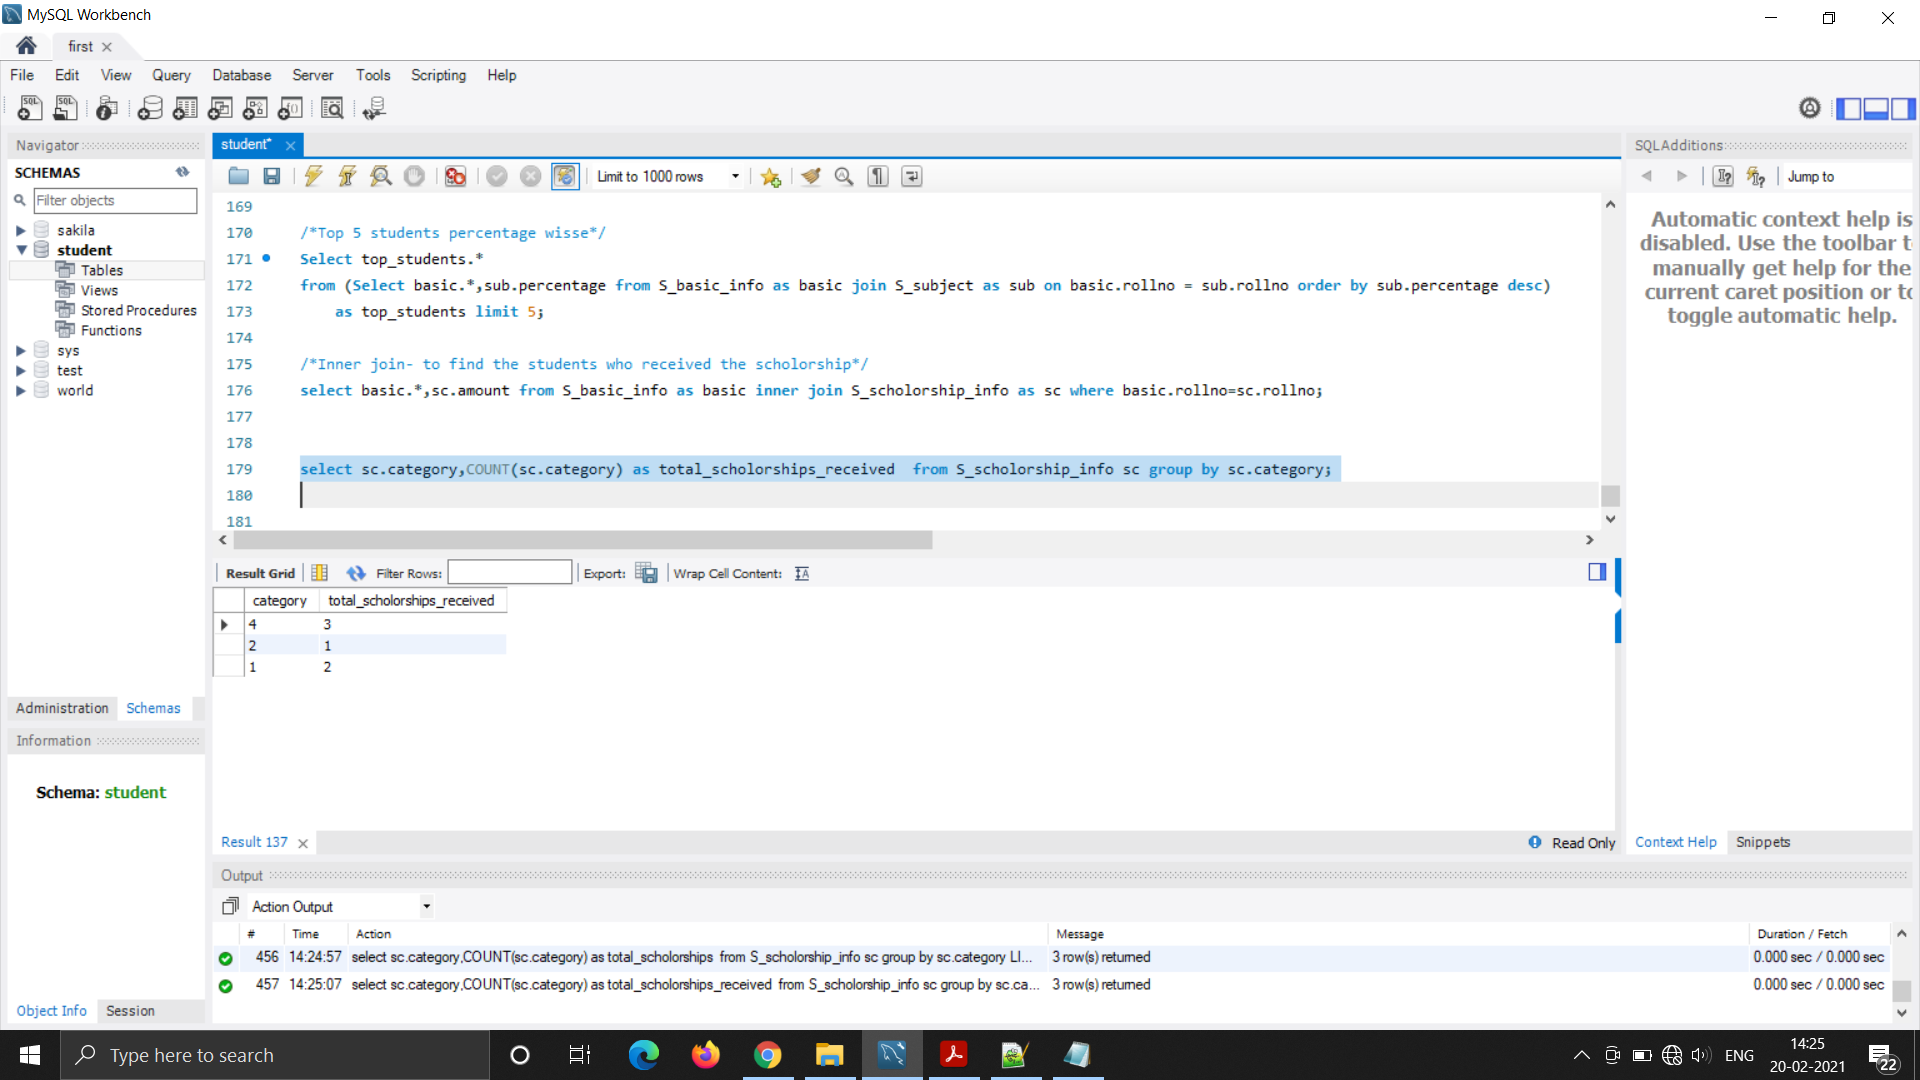 MySQL Workbench
first
File Edit View Query Database Server Tools Scripting Help
Navigator
SCHEMAS
Filter objects
sakila
student
Tables
Views
Stored Procedures
Functions
sys
test
world
Administration Schemas
Information
Schema: student
Object Info Session
student*
Limit to 1000 rows
169
170 /*Top 5 students percentage wisse*/
171 Select top_students.*
172 from (Select basic.*,sub.percentage from S_basic_info as basic join S_subject as sub on basic.rollno = sub.rollno order by sub.percentage desc)
173 as top_students limit 5;
174
175 /*Inner join- to find the students who received the scholorship*/
176 select basic.*,sc.amount from S_basic_info as basic inner join S_scholorship_info as sc where basic.rollno=sc.rollno;
177
178
179 select sc.category,COUNT(sc.category) as total_scholorships_received  from S_scholorship_info sc group by sc.category;
180
181
Result Grid Filter Rows: Export: Wrap Cell Content:
category total_scholorships_received
4 3
2 1
1 2
Result 137 Read Only
SQLAdditions
Jump to
Automatic context help is
disabled. Use the toolbar t
manually get help for the
current caret position or to
toggle automatic help.
Context Help Snippets
Output
Action Output
# Time Action Message Duration / Fetch
456 14:24:57 select sc.category,COUNT(sc.category) as total_scholorships  from S_scholorship_info sc group by sc.category LI... 3 row(s) returned 0.000 sec / 0.000 sec
457 14:25:07 select sc.category,COUNT(sc.category) as total_scholorships_received  from S_scholorship_info sc group by sc.ca... 3 row(s) returned 0.000 sec / 0.000 sec
Type here to search
ENG
14:25
20-02-2021
22